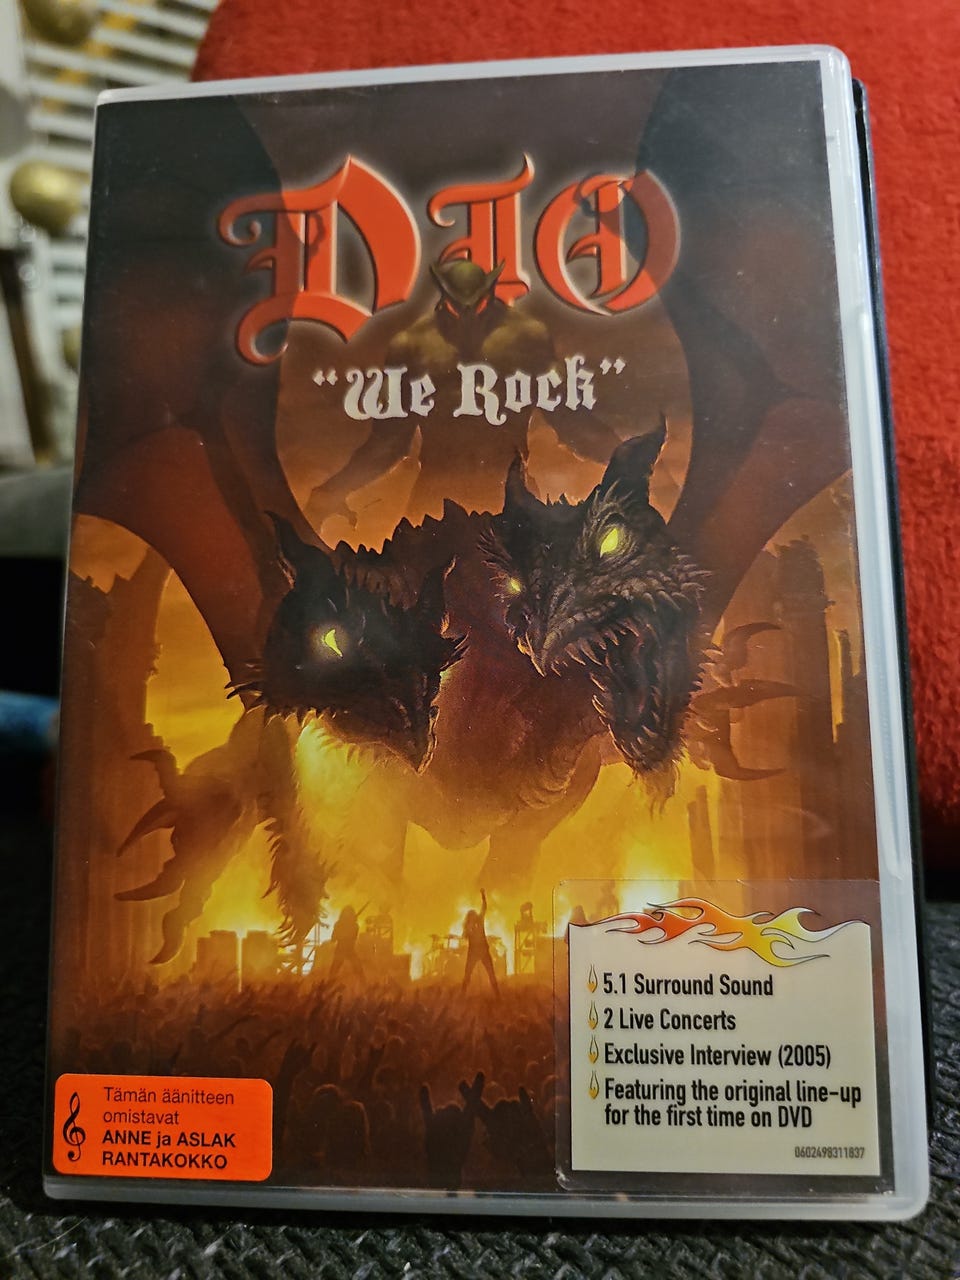 DIO
“We Rock”
5.1 Surround Sound
2 Live Concerts
Exclusive Interview (2005)
Featuring the original line-up
for the first time on DVD
0602498311837
Tämän äänitteen
omistavat
ANNE ja ASLAK
RANTAKOKKO